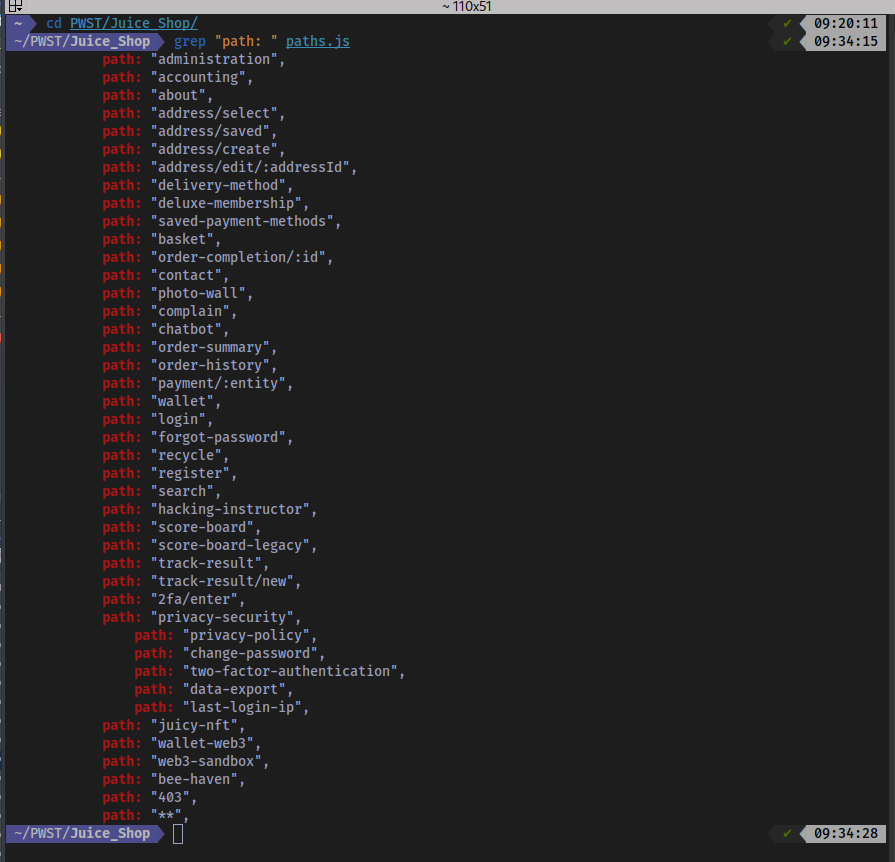 ~ 110x51
~ cd PWST/Juice_Shop/ ✔ 09:20:11
~/PWST/Juice_Shop grep "path: " paths.js ✔ 09:34:15
path: "administration",
path: "accounting",
path: "about",
path: "address/select",
path: "address/saved",
path: "address/create",
path: "address/edit/:addressId",
path: "delivery-method",
path: "deluxe-membership",
path: "saved-payment-methods",
path: "basket",
path: "order-completion/:id",
path: "contact",
path: "photo-wall",
path: "complain",
path: "chatbot",
path: "order-summary",
path: "order-history",
path: "payment/:entity",
path: "wallet",
path: "login",
path: "forgot-password",
path: "recycle",
path: "register",
path: "search",
path: "hacking-instructor",
path: "score-board",
path: "score-board-legacy",
path: "track-result",
path: "track-result/new",
path: "2fa/enter",
path: "privacy-security",
path: "privacy-policy",
path: "change-password",
path: "two-factor-authentication",
path: "data-export",
path: "last-login-ip",
path: "juicy-nft",
path: "wallet-web3",
path: "web3-sandbox",
path: "bee-haven",
path: "403",
path: "**",
~/PWST/Juice_Shop ✔ 09:34:28